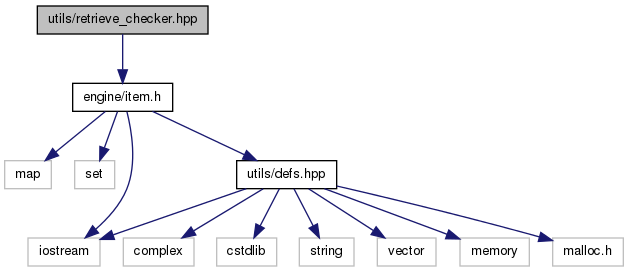 utils/retrieve_checker.hpp
engine/item.h
map
set
utils/defs.hpp
iostream
complex
cstdlib
string
vector
memory
malloc.h